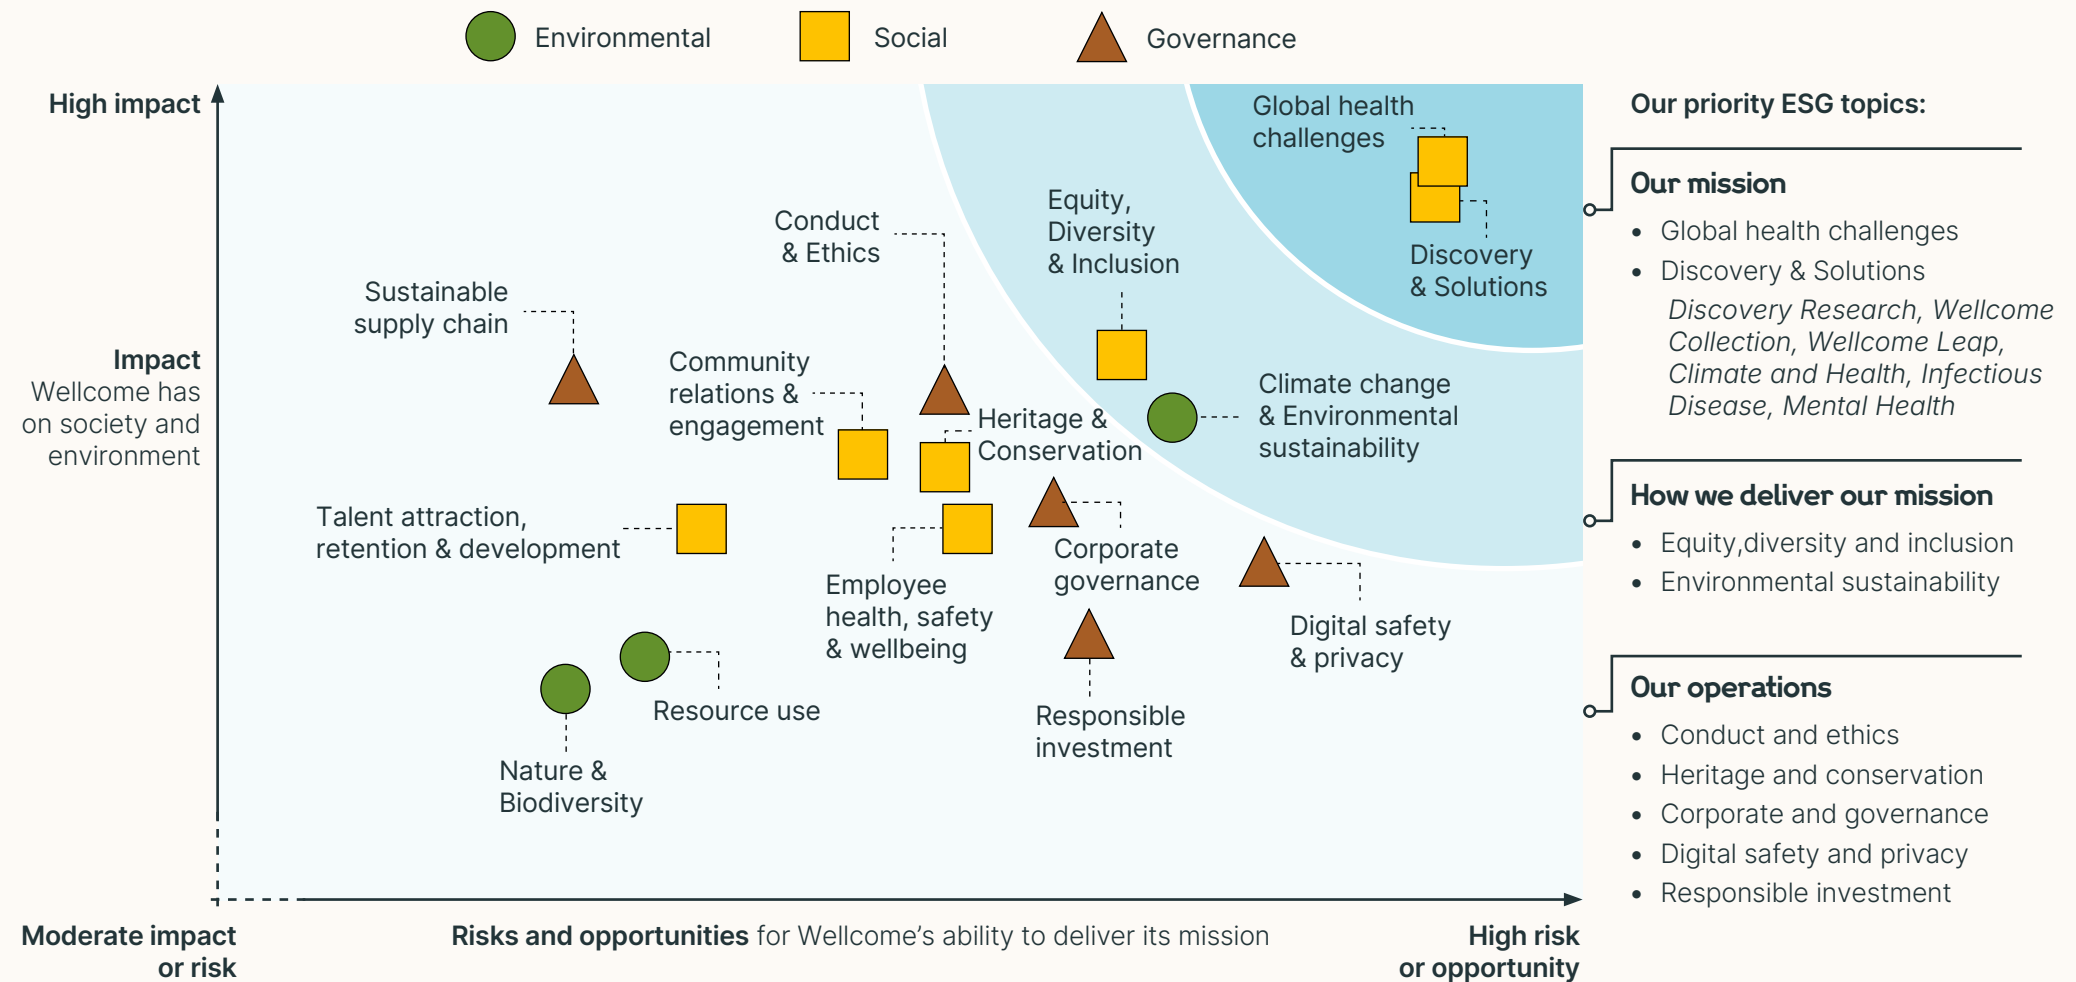 Environmental
Social
Governance
High impact
Impact
Wellcome has
on society and
environment
Moderate impact
or risk
Risks and opportunities for Wellcome’s ability to deliver its mission
High risk
or opportunity
Global health
challenges
Discovery
& Solutions
Equity,
Diversity
& Inclusion
Climate change
& Environmental
sustainability
Conduct
& Ethics
Sustainable
supply chain
Community
relations &
engagement
Heritage &
Conservation
Talent attraction,
retention & development
Employee
health, safety
& wellbeing
Corporate
governance
Digital safety
& privacy
Responsible
investment
Resource use
Nature &
Biodiversity
Our priority ESG topics:
Our mission
• Global health challenges
• Discovery & Solutions
Discovery Research, Wellcome
Collection, Wellcome Leap,
Climate and Health, Infectious
Disease, Mental Health
How we deliver our mission
• Equity,diversity and inclusion
• Environmental sustainability
Our operations
• Conduct and ethics
• Heritage and conservation
• Corporate and governance
• Digital safety and privacy
• Responsible investment